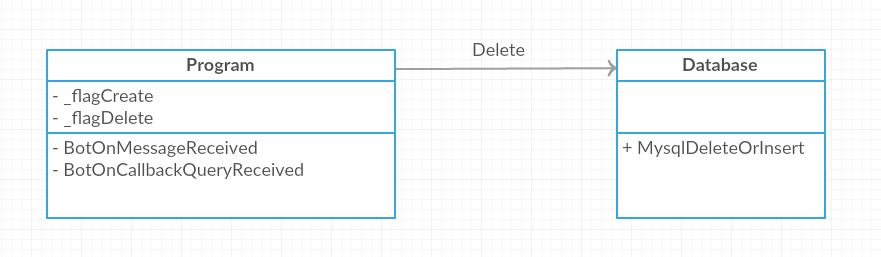 Delete
Program
- _flagCreate
- _flagDelete
- BotOnMessageReceived
- BotOnCallbackQueryReceived
Database
+ MysqlDeleteOrInsert